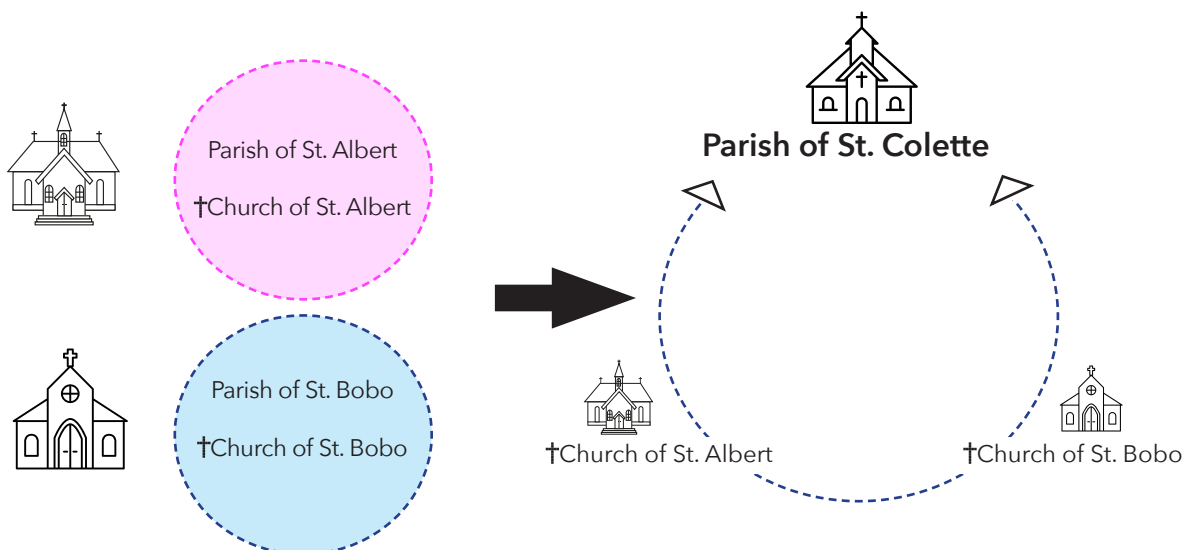 Parish of St. Albert
†Church of St. Albert
Parish of St. Bobo
†Church of St. Bobo
Parish of St. Colette
†Church of St. Albert
†Church of St. Bobo